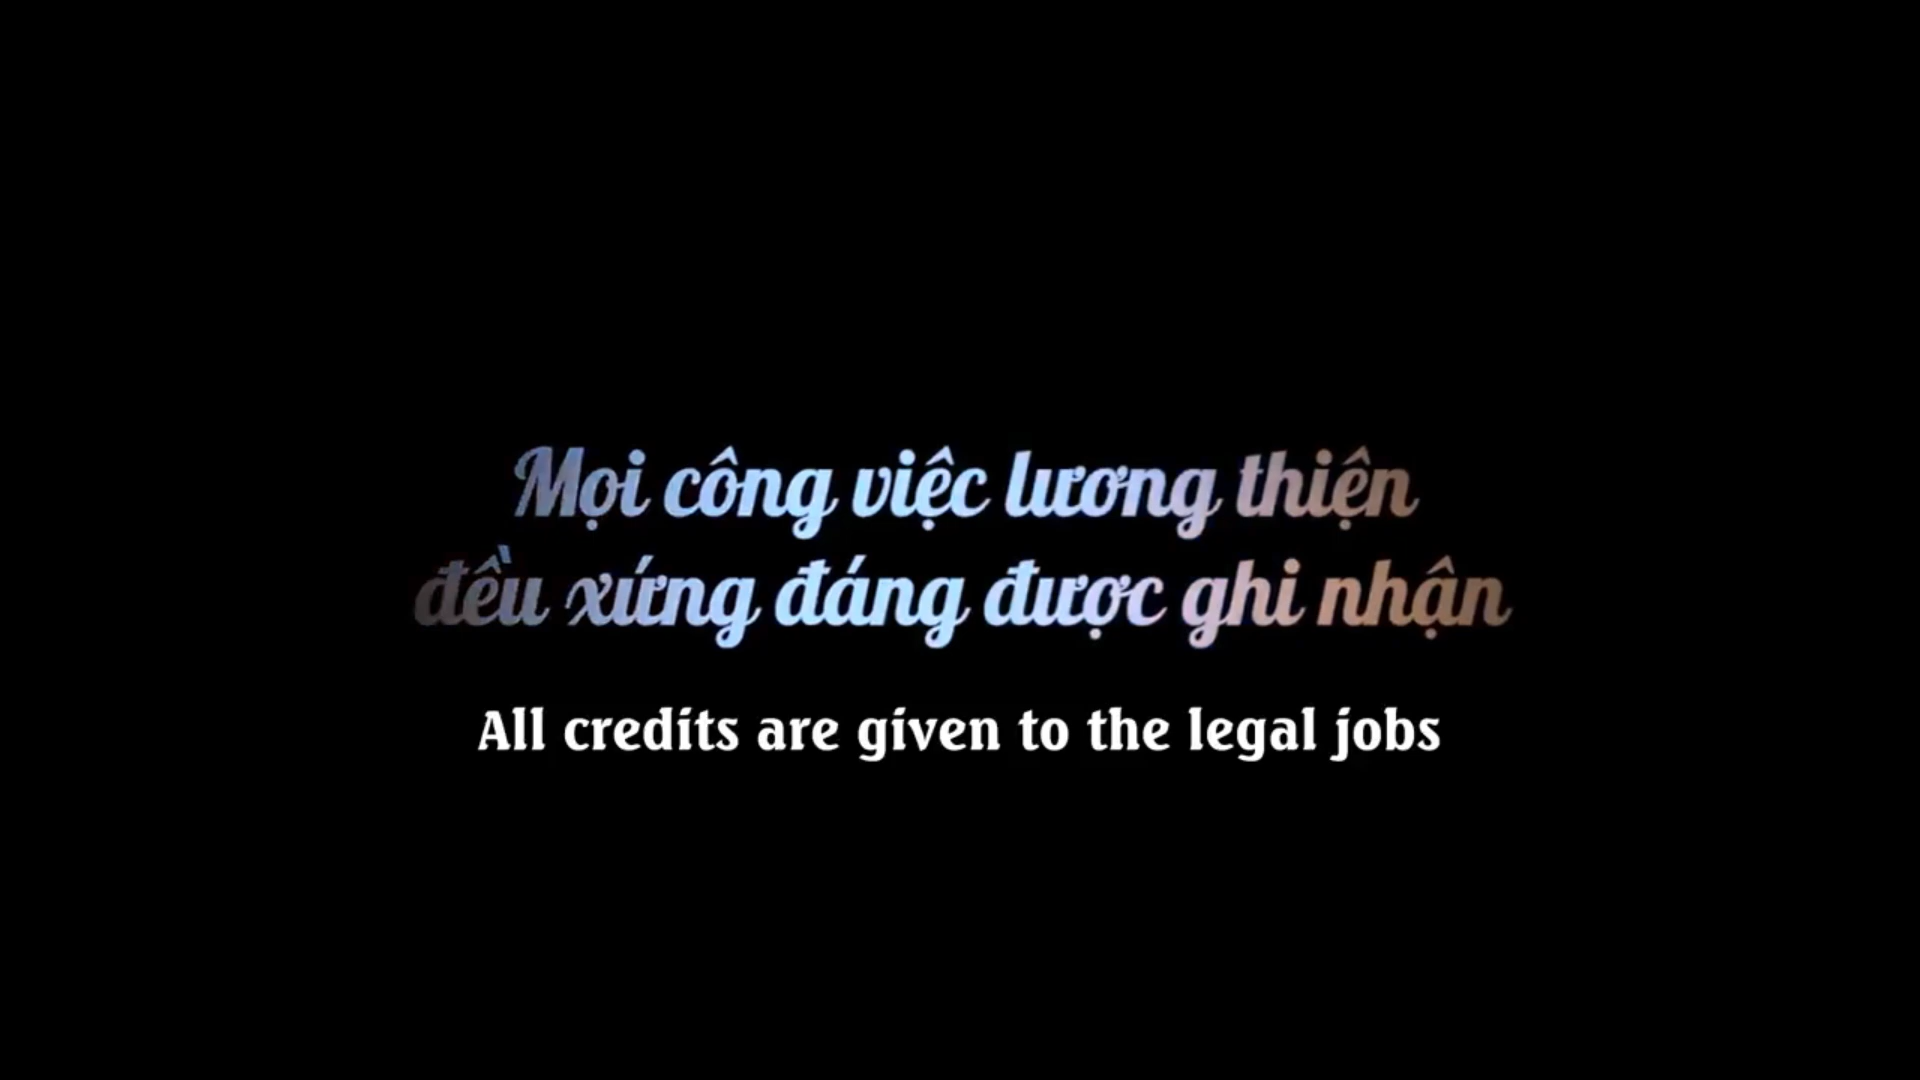 Mọi công việc lương thiện
đều xứng đáng được ghi nhận
All credits are given to the legal jobs